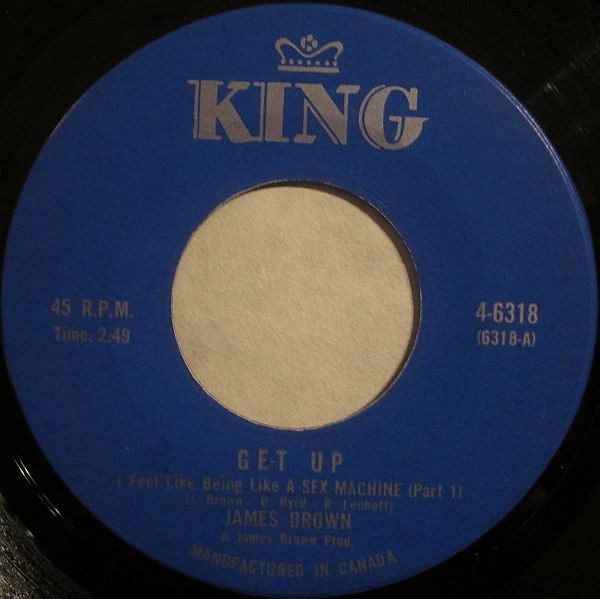 K
KING
45 R.P.M.
Time: 2:49
4-6318
(6318-A)
GET UP
I Feel Like Being Like A SEX MACHINE (Part 1)
(J. Brown - B. Byrd - R. Lenhoff)
JAMES BROWN
A James Brown Prod.
MANUFACTURED IN CANADA